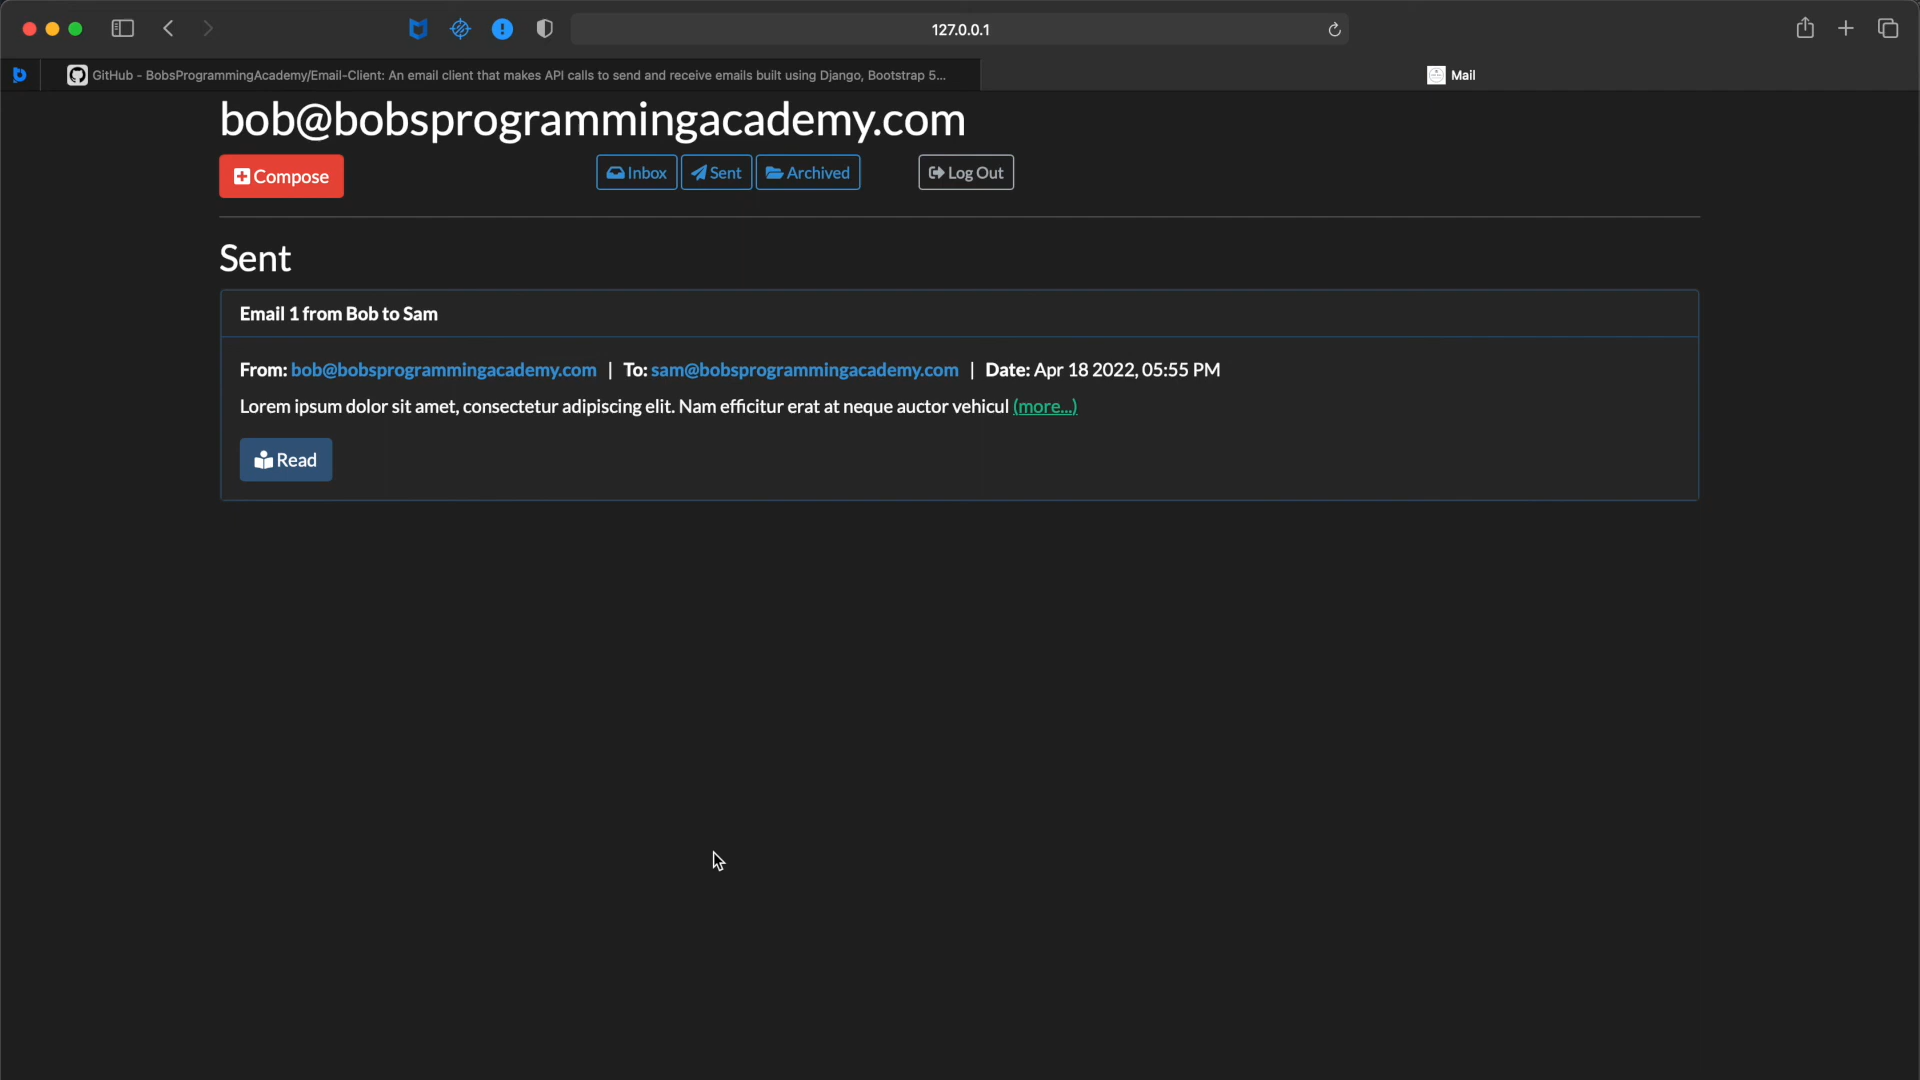 127.0.0.1
GitHub - BobsProgrammingAcademy/Email-Client: An email client that makes API calls to send and receive emails built using Django, Bootstrap 5...
Mail
bob@bobsprogrammingacademy.com
Compose
Inbox
Sent
Archived
Log Out
Sent
Email 1 from Bob to Sam
From: bob@bobsprogrammingacademy.com | To: sam@bobsprogrammingacademy.com | Date: Apr 18 2022, 05:55 PM
Lorem ipsum dolor sit amet, consectetur adipiscing elit. Nam efficitur erat at neque auctor vehicul (more...)
Read